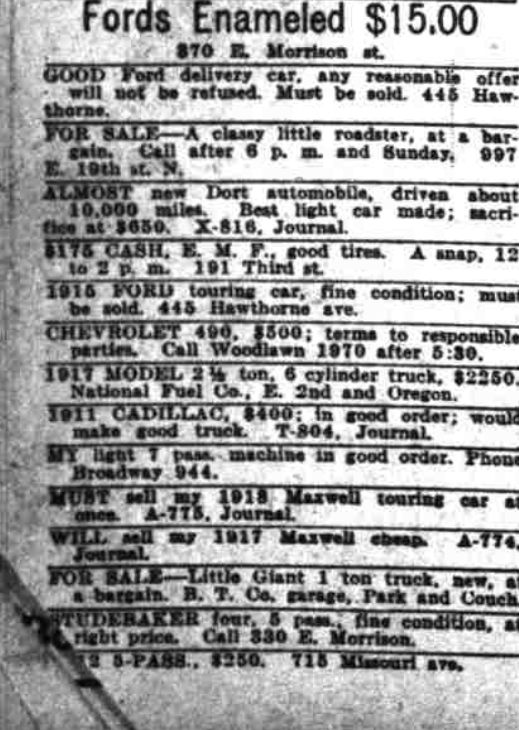 Fords Enameled $15.00
370 E. Morrison st.
GOOD Ford delivery car, any reasonable offer
will not be refused. Must be sold. 445 Haw-
thorne.
FOR SALE—A classy little roadster, at a bar-
gain. Call after 6 p. m. and Sunday. 997
E. 19th st. N.
ALMOST new Dort automobile, driven about
10,000 miles. Best light car made; sacri-
fice at $650. X-816, Journal.
$175 CASH, E. M. F., good tires. A snap, 12
to 2 p. m. 191 Third st.
1915 FORD touring car, fine condition; must
be sold. 445 Hawthorne ave.
CHEVROLET 490, $500; terms to responsible
parties. Call Woodlawn 1970 after 5:30.
1917 MODEL 2½ ton, 6 cylinder truck, $2250.
National Fuel Co., E. 2nd and Oregon.
1911 CADILLAC, $400; in good order; would
make good truck. T-804, Journal.
MY light 7 pass. machine in good order. Phone
Broadway 944.
MUST sell my 1918 Maxwell touring car at
once. A-775, Journal.
WILL sell my 1917 Maxwell cheap. A-774,
Journal.
FOR SALE—Little Giant 1 ton truck, new, at
a bargain. B. T. Co. garage, Park and Couch
STUDEBAKER four, 5 pass., fine condition, at
right price. Call 330 E. Morrison.
5-PASS., $250. 715 Missouri ave.